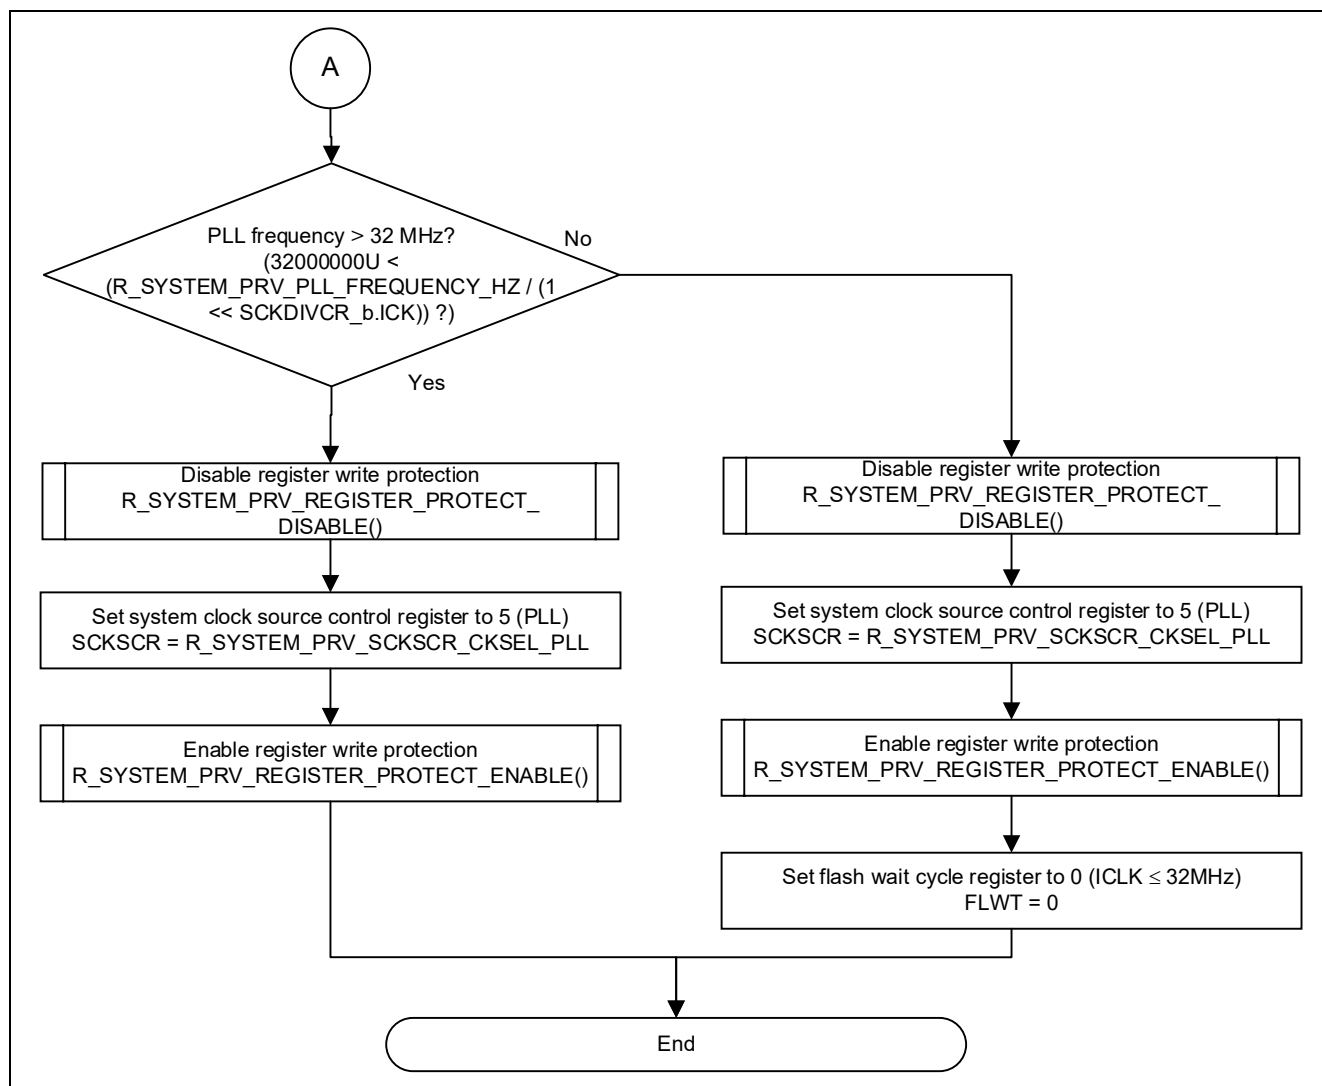 A
PLL frequency > 32 MHz?
(32000000U <
(R_SYSTEM_PRV_PLL_FREQUENCY_HZ / (1
<< SCKDIVCR_b.ICK)) ?)
No
Yes
Disable register write protection
R_SYSTEM_PRV_REGISTER_PROTECT_
DISABLE()
Set system clock source control register to 5 (PLL)
SCKSCR = R_SYSTEM_PRV_SCKSCR_CKSEL_PLL
Enable register write protection
R_SYSTEM_PRV_REGISTER_PROTECT_ENABLE()
Disable register write protection
R_SYSTEM_PRV_REGISTER_PROTECT_
DISABLE()
Set system clock source control register to 5 (PLL)
SCKSCR = R_SYSTEM_PRV_SCKSCR_CKSEL_PLL
Enable register write protection
R_SYSTEM_PRV_REGISTER_PROTECT_ENABLE()
Set flash wait cycle register to 0 (ICLK ≤ 32MHz)
FLWT = 0
End